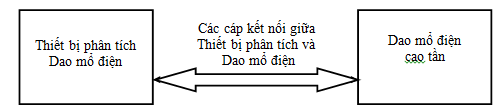 Thiết bị phân tích
Dao mổ điện
Các cáp kết nối giữa
Thiết bị phân tích và
Dao mổ điện
Dao mổ điện
cao tần